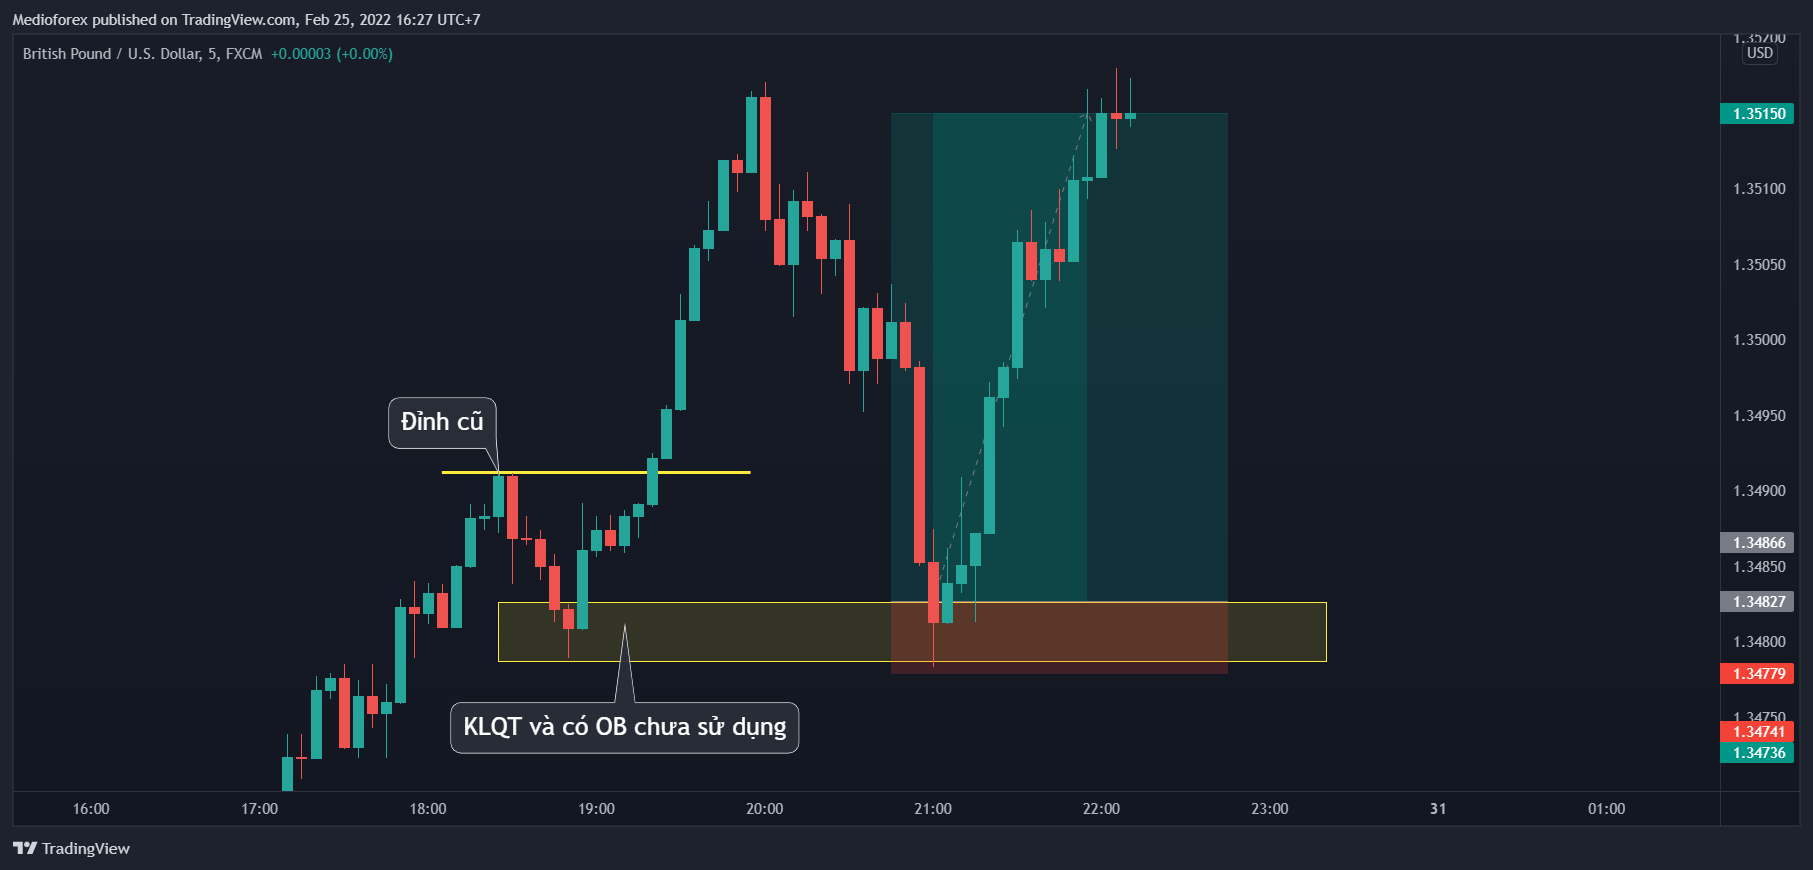 Medioforex published on TradingView.com, Feb 25, 2022 16:27 UTC+7
British Pound / U.S. Dollar, 5, FXCM +0.00003 (+0.00%)
1.35200
USD
1.35150
1.35100
1.35050
1.35000
1.34950
Đỉnh cũ
1.34900
1.34866
1.34850
1.34827
1.34800
1.34779
KLQT và có OB chưa sử dụng
1.34750
1.34741
1.34736
16:00 17:00 18:00 19:00 20:00 21:00 22:00 23:00 31 01:00
TradingView